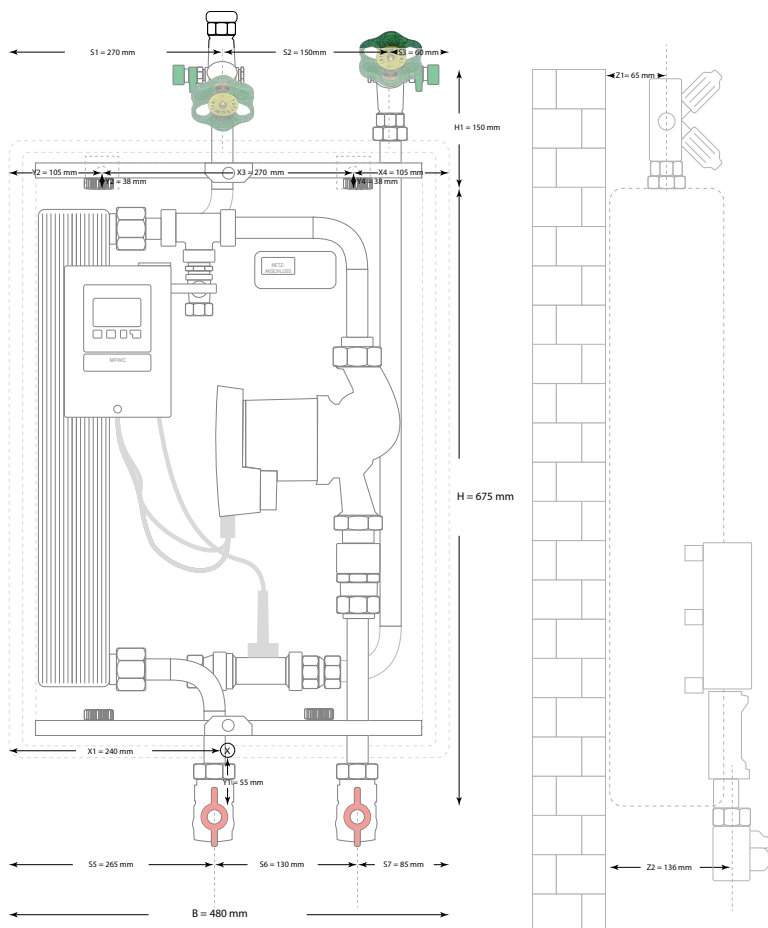 S1 = 270 mm
S2 = 150mm
S3 = 60 mm
Z1= 65 mm
H1 = 150 mm
Y2 = 105 mm
X3 = 270 mm
X4 = 105 mm
Y2 = 38 mm
Y4 = 38 mm
NETZ-
ANSCHLUSS
MFWC
H = 675 mm
X
X1 = 240 mm
Y1 = 55 mm
S5 = 265 mm
S6 = 130 mm
S7 = 85 mm
Z2 = 136 mm
B = 480 mm